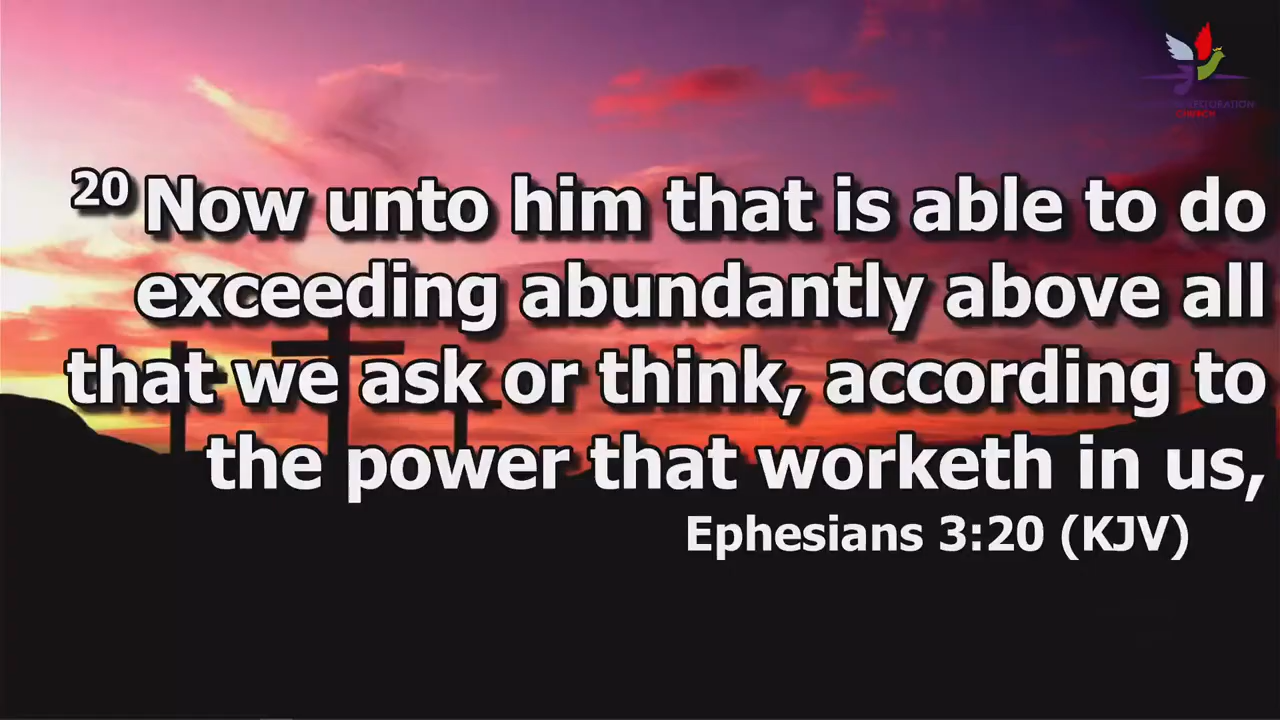 20 Now unto him that is able to do
exceeding abundantly above all
that we ask or think, according to
the power that worketh in us,
Ephesians 3:20 (KJV)
CHURCH